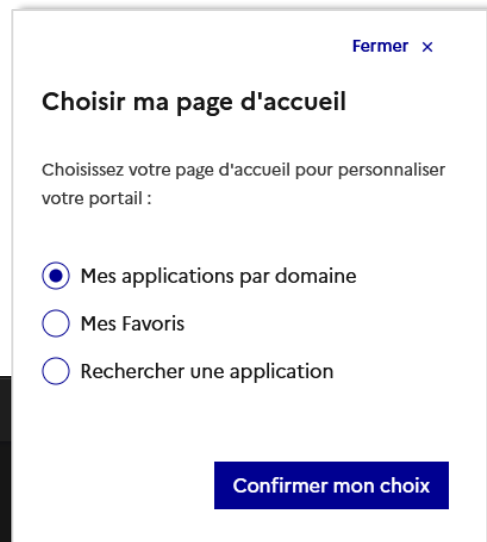 Fermer ×
Choisir ma page d'accueil
Choisissez votre page d'accueil pour personnaliser
votre portail :
Mes applications par domaine
Mes Favoris
Rechercher une application
Confirmer mon choix